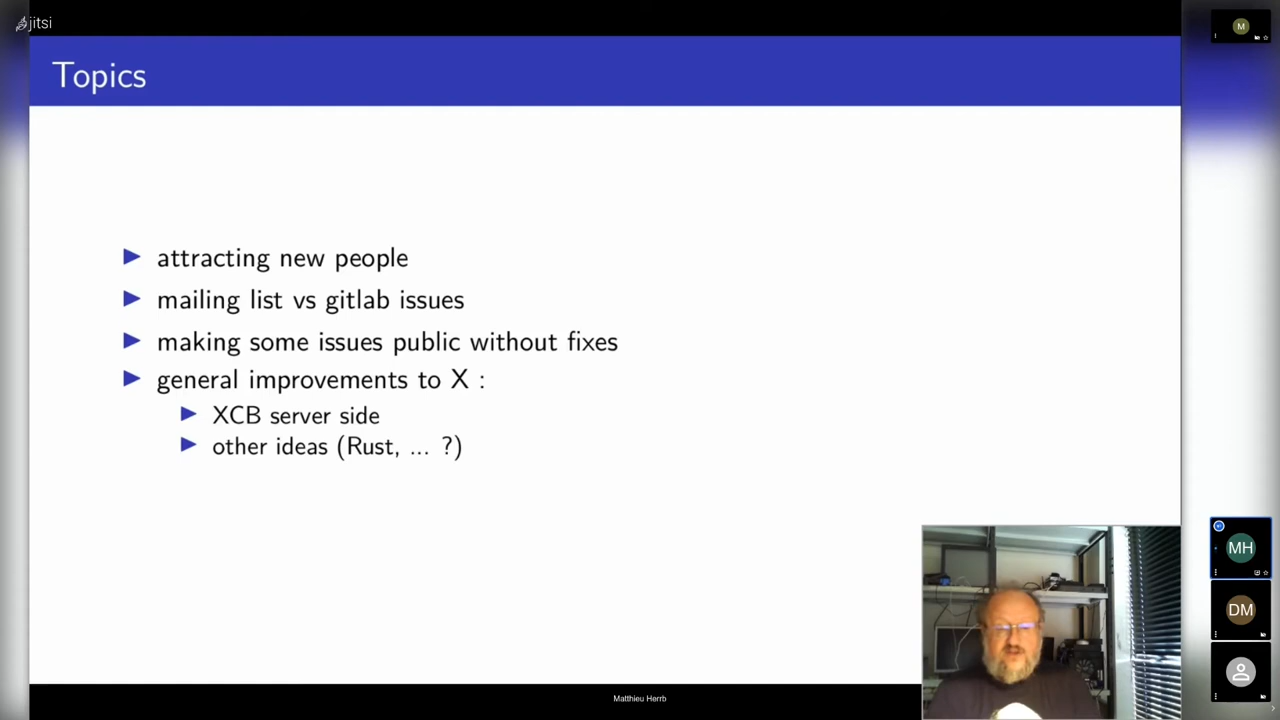 jitsi
M
Topics
attracting new people
mailing list vs gitlab issues
making some issues public without fixes
general improvements to X :
XCB server side
other ideas (Rust, ... ?)
MH
DM
Matthieu Herrb